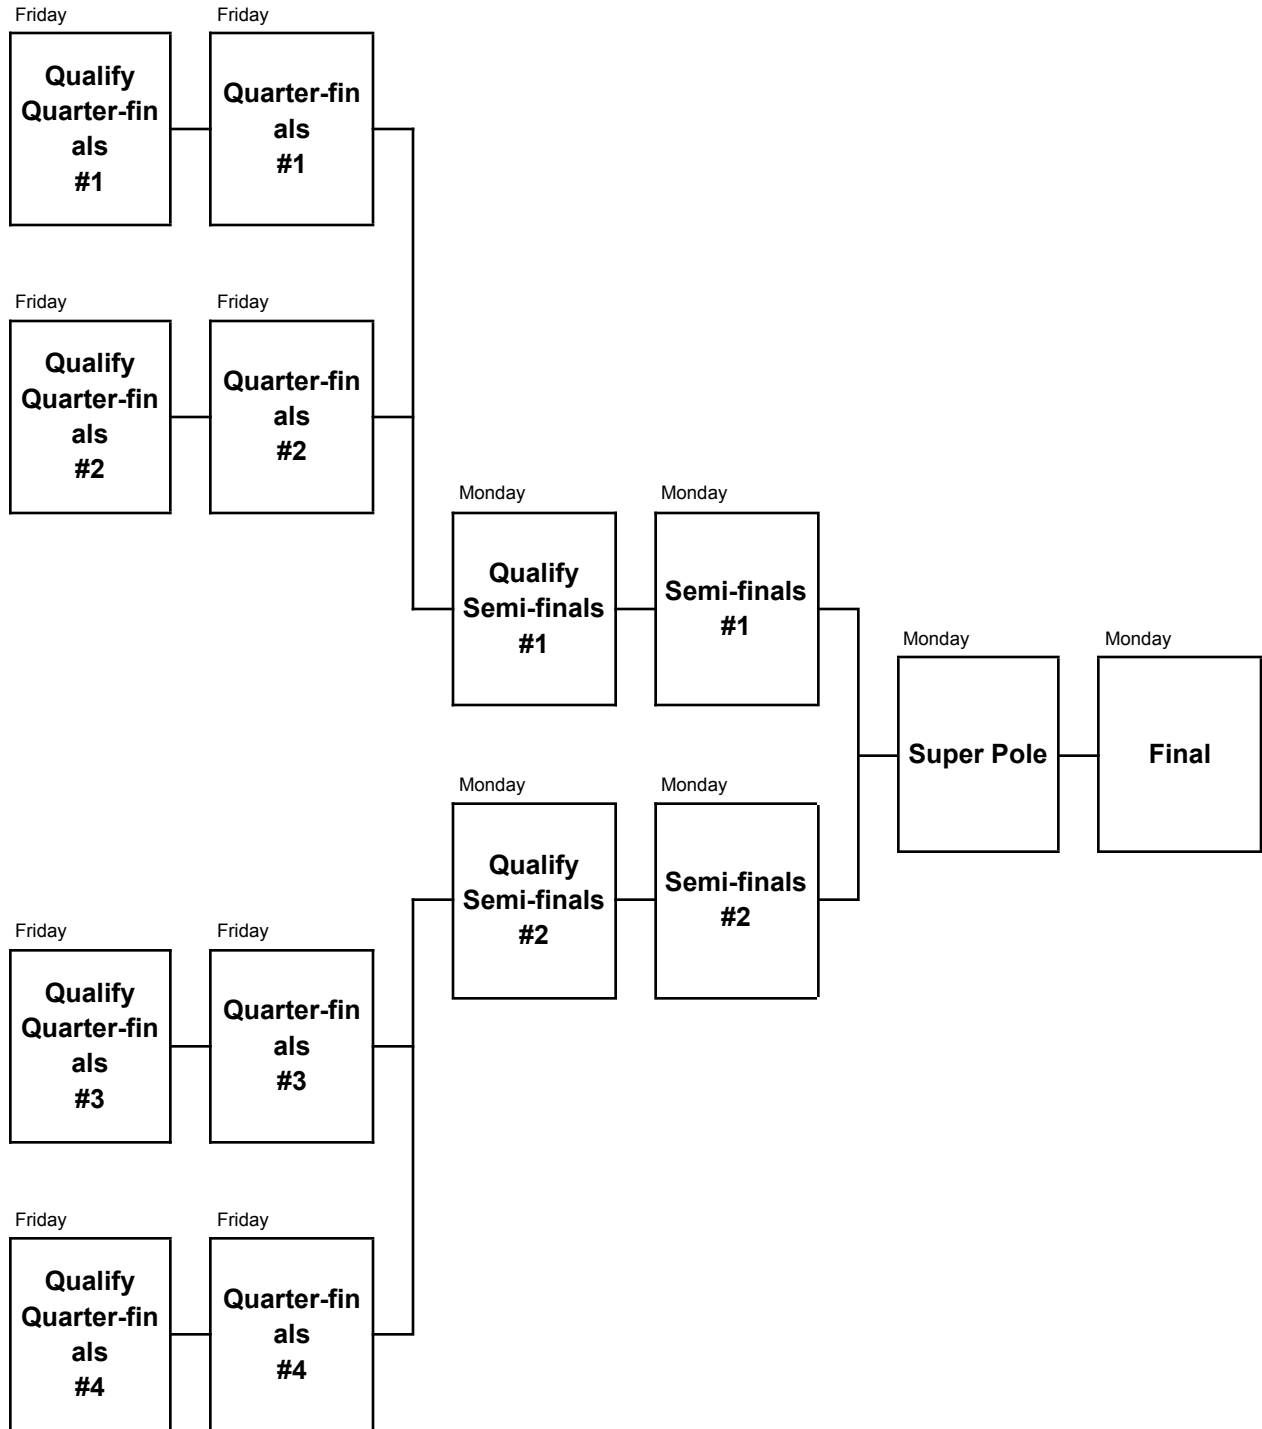 Friday
Friday
Qualify
Quarter-fin
als
#1
Quarter-fin
als
#1
Friday
Friday
Qualify
Quarter-fin
als
#2
Quarter-fin
als
#2
Monday
Monday
Qualify
Semi-finals
#1
Semi-finals
#1
Monday
Monday
Super Pole
Final
Monday
Monday
Qualify
Semi-finals
#2
Semi-finals
#2
Friday
Friday
Qualify
Quarter-fin
als
#3
Quarter-fin
als
#3
Friday
Friday
Qualify
Quarter-fin
als
#4
Quarter-fin
als
#4